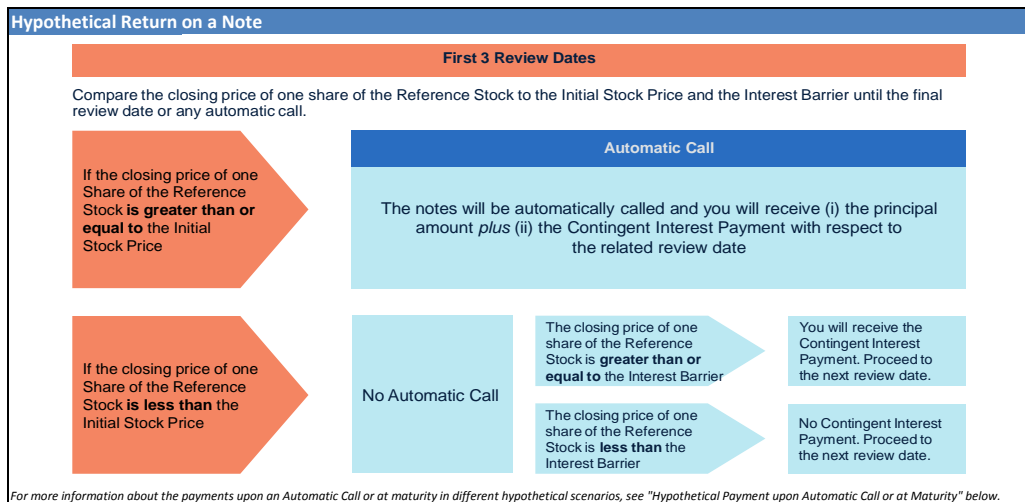 Hypothetical Return on a Note
First 3 Review Dates
Compare the closing price of one share of the Reference Stock to the Initial Stock Price and the Interest Barrier until the final
review date or any automatic call.
If the closing price of one
Share of the Reference
Stock is greater than or
equal to the Initial
Stock Price
Automatic Call
The notes will be automatically called and you will receive (i) the principal
amount plus (ii) the Contingent Interest Payment with respect to
the related review date
If the closing price of one
Share of the Reference
Stock is less than the
Initial Stock Price
No Automatic Call
The closing price of one
share of the Reference
Stock is greater than or
equal to the Interest Barrier
You will receive the
Contingent Interest
Payment. Proceed to
the next review date.
The closing price of one
share of the Reference
Stock is less than the
Interest Barrier
No Contingent Interest
Payment. Proceed to
the next review date.
For more information about the payments upon an Automatic Call or at maturity in different hypothetical scenarios, see "Hypothetical Payment upon Automatic Call or at Maturity" below.